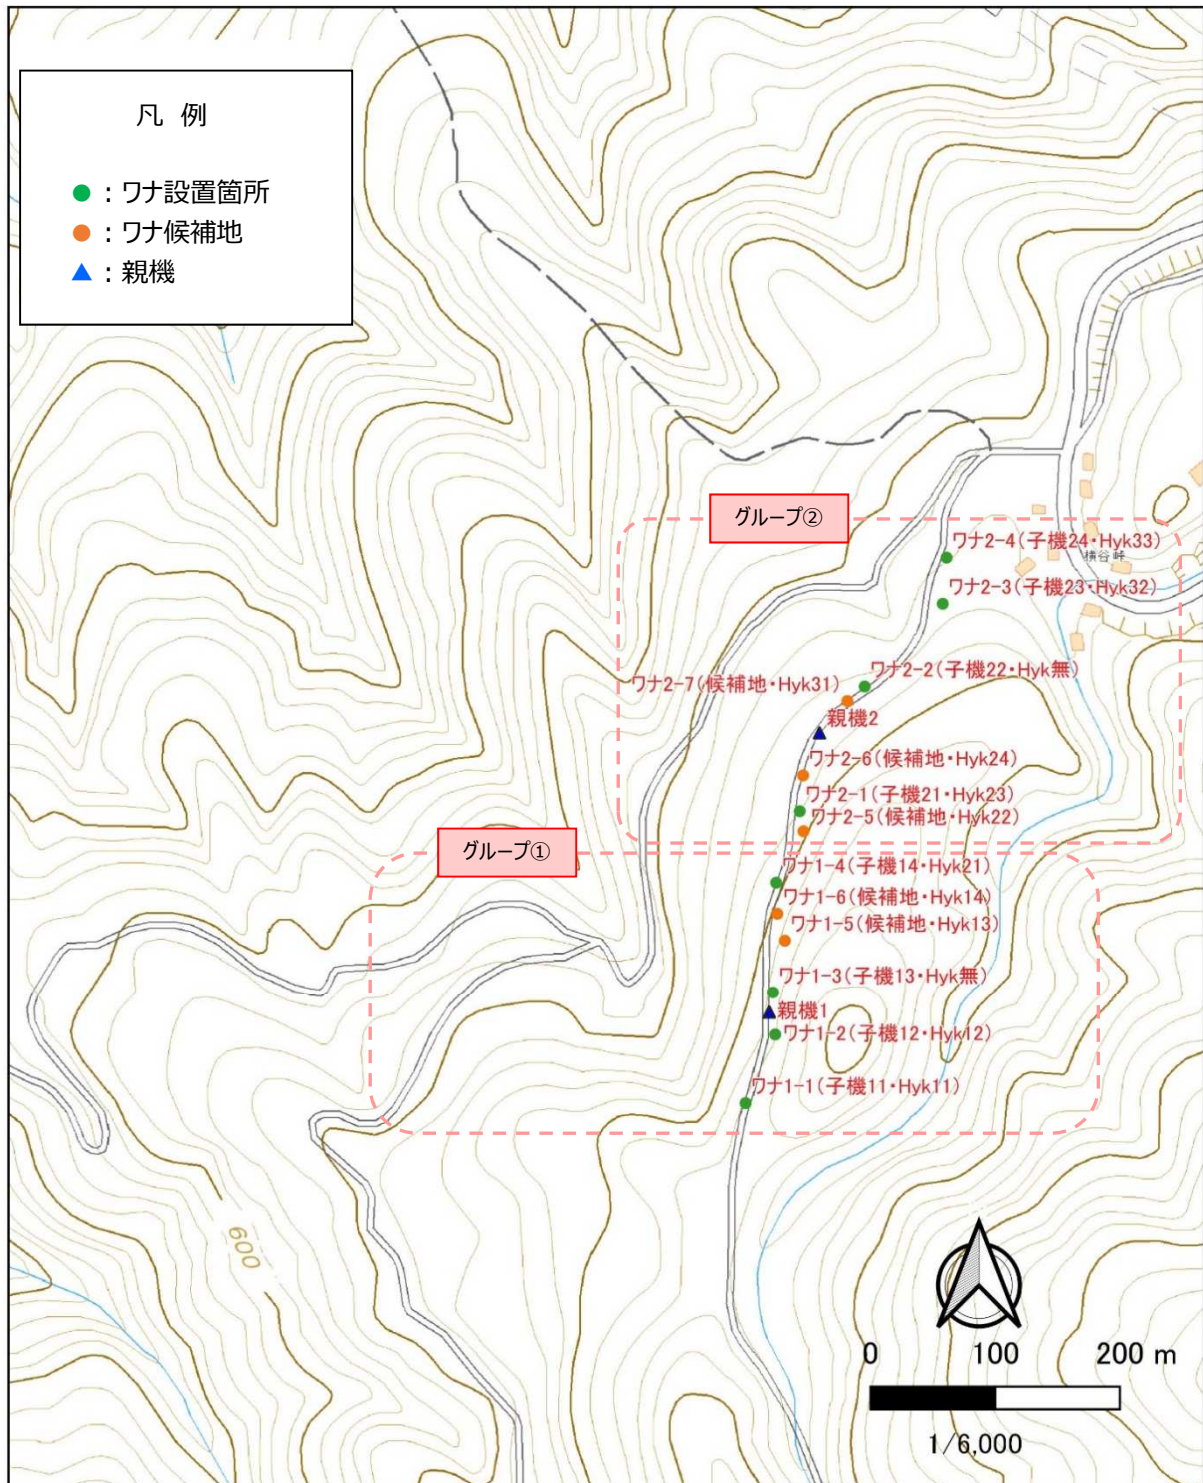 凡 例
● : ワナ設置箇所
● : ワナ候補地
▲ : 親機
グループ②
ワナ2-4(子機24・Hyk33)
横谷峠
ワナ2-3(子機23・Hyk32)
ワナ2-2(子機22・Hyk無)
ワナ2-7(候補地・Hyk31)
親機2
ワナ2-6(候補地・Hyk24)
ワナ2-1(子機21・Hyk23)
ワナ2-5(候補地・Hyk22)
グループ①
ワナ1-4(子機14・Hyk21)
ワナ1-6(候補地・Hyk14)
ワナ1-5(候補地・Hyk13)
ワナ1-3(子機13・Hyk無)
親機1
ワナ1-2(子機12・Hyk12)
ワナ1-1(子機11・Hyk11)
600
0 100 200 m
1/6,000